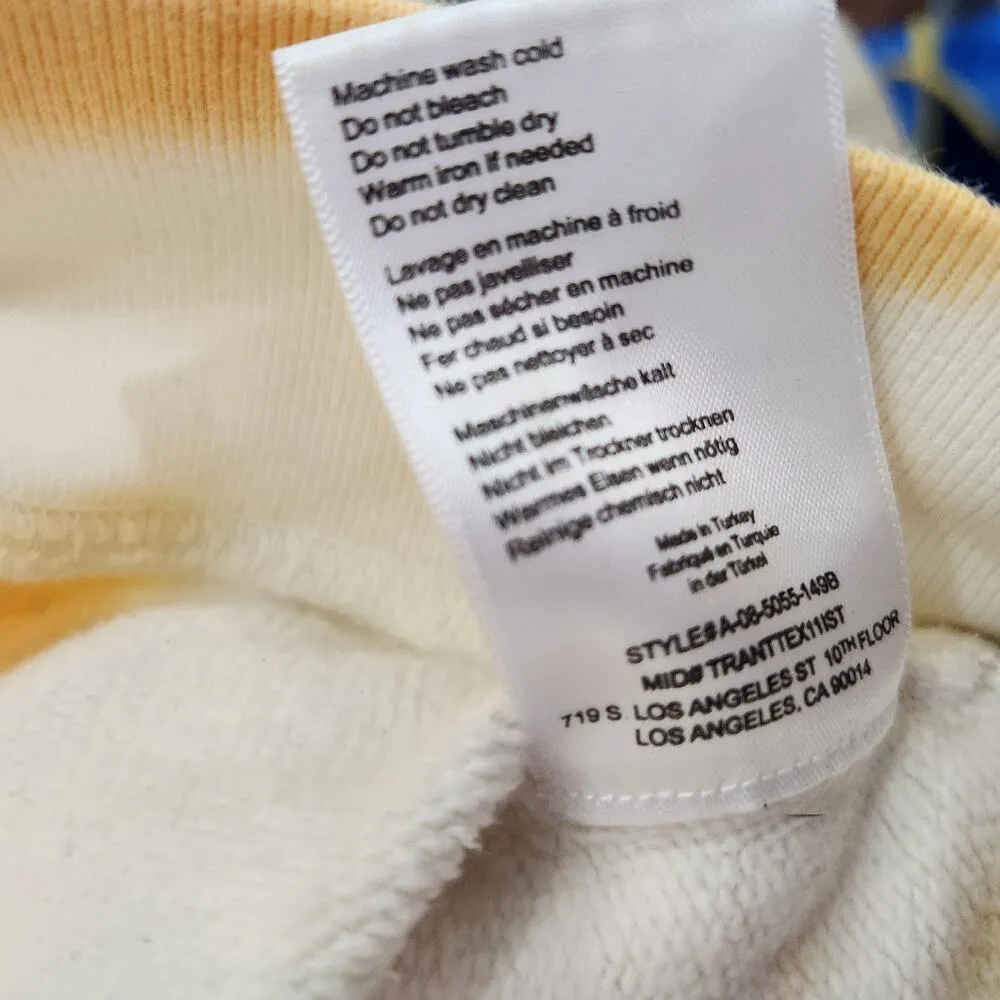 Machine wash cold
Do not bleach
Do not tumble dry
Warm iron if needed
Do not dry clean
Lavage en machine à froid
Ne pas javelliser
Ne pas sécher en machine
Fer chaud si besoin
Ne pas nettoyer à sec
Maschinenwäsche kalt
Nicht bleichen
Nicht im Trockner trocknen
Warmes Eisen wenn nötig
Reinige chemisch nicht
Made in Turkey
Fabriqué en Turquie
in der Türkei
STYLE# A-08-5055-149B
MID# TRANTTEX11IST
719 S. LOS ANGELES ST 10TH FLOOR
LOS ANGELES, CA 90014